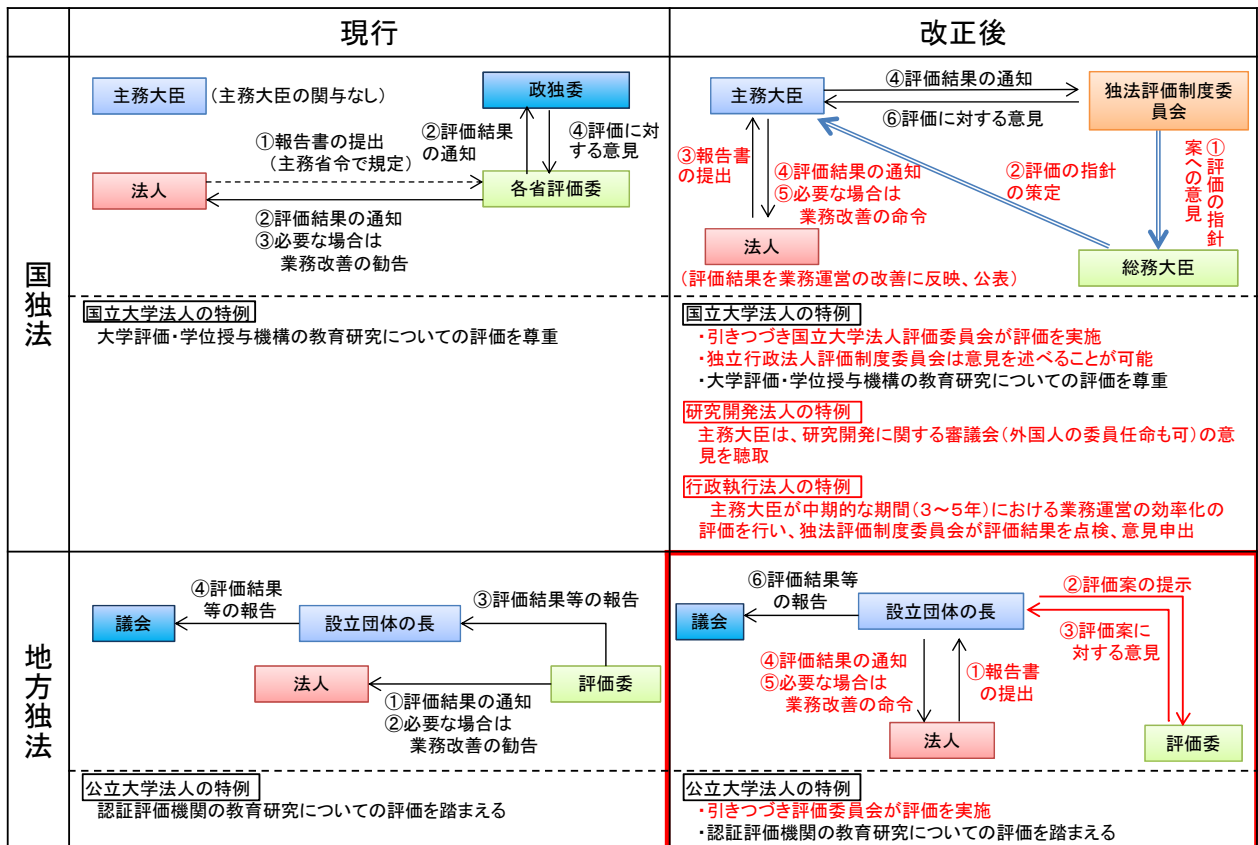 現行
改正後
国独法
主務大臣
(主務大臣の関与なし)
政独委
①報告書の提出
(主務省令で規定)
②評価結果
の通知
④評価に対
する意見
法人
各省評価委
②評価結果の通知
③必要な場合は
業務改善の勧告
国立大学法人の特例
大学評価・学位授与機構の教育研究についての評価を尊重
主務大臣
④評価結果の通知
⑥評価に対する意見
独法評価制度委
員会
③報告書
の提出
④評価結果の通知
⑤必要な場合は
業務改善の命令
②評価の指針
の策定
①評価の指針
案への意見
法人
(評価結果を業務運営の改善に反映、公表)
総務大臣
国立大学法人の特例
・引きつづき国立大学法人評価委員会が評価を実施
・独立行政法人評価制度委員会は意見を述べることが可能
・大学評価・学位授与機構の教育研究についての評価を尊重
研究開発法人の特例
主務大臣は、研究開発に関する審議会(外国人の委員任命も可)の意
見を聴取
行政執行法人の特例
主務大臣が中期的な期間(3~5年)における業務運営の効率化の
評価を行い、独法評価制度委員会が評価結果を点検、意見申出
地方独法
議会
④評価結果
等の報告
設立団体の長
③評価結果等の報告
法人
評価委
①評価結果の通知
②必要な場合は
業務改善の勧告
公立大学法人の特例
認証評価機関の教育研究についての評価を踏まえる
議会
⑥評価結果等
の報告
設立団体の長
②評価案の提示
③評価案に
対する意見
④評価結果の通知
⑤必要な場合は
業務改善の命令
①報告書
の提出
法人
評価委
公立大学法人の特例
・引きつづき評価委員会が評価を実施
・認証評価機関の教育研究についての評価を踏まえる